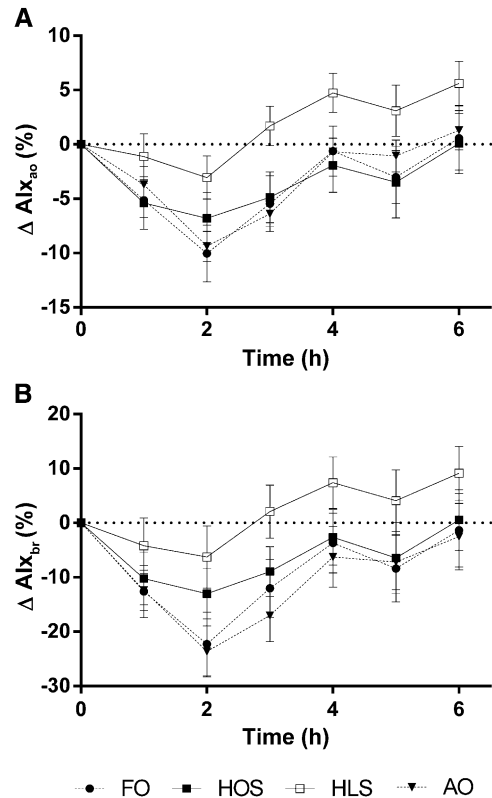 A
Δ AIxao (%)
10
5
0
-5
-10
-15
0 2 4 6
Time (h)
B
Δ AIxbr (%)
20
10
0
-10
-20
-30
0 2 4 6
Time (h)
FO HOS HLS AO